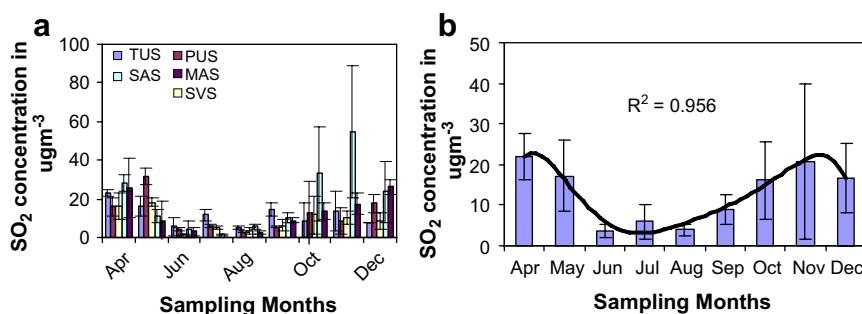 a
SO2 concentration in
ugm-3
100
80
60
40
20
0
TUS
PUS
SAS
MAS
SVS
Apr
Jun
Aug
Oct
Dec
Sampling Months
b
SO2 concentration in
ugm-3
50
40
30
20
10
0
R2 = 0.956
Apr May Jun Jul Aug Sep Oct Nov Dec
Sampling Months